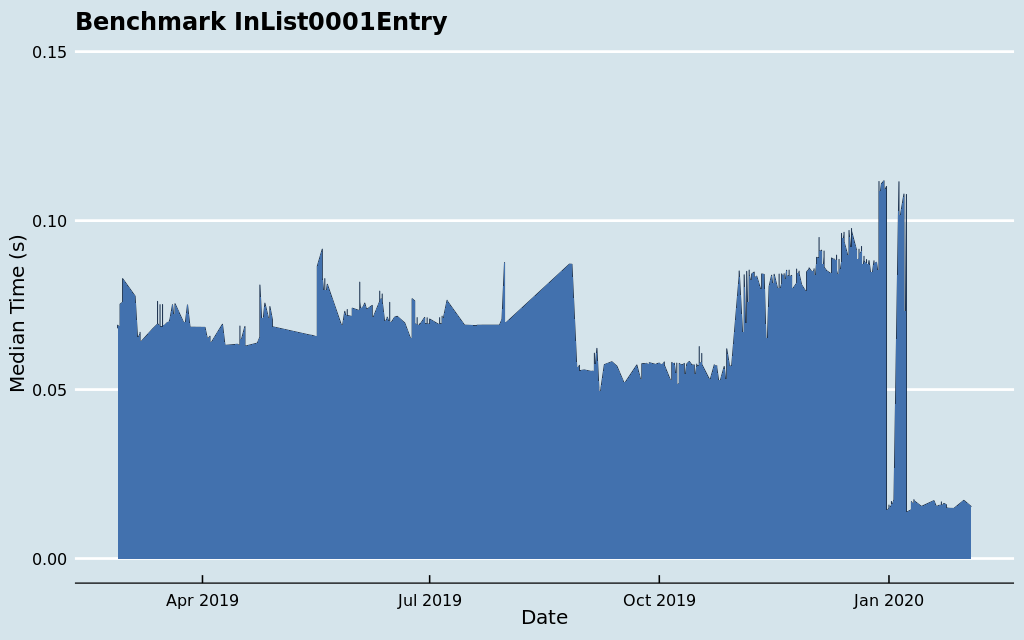 Benchmark InList0001Entry
0.15
0.10
0.05
0.00
Median Time (s)
Apr 2019
Jul 2019
Oct 2019
Jan 2020
Date